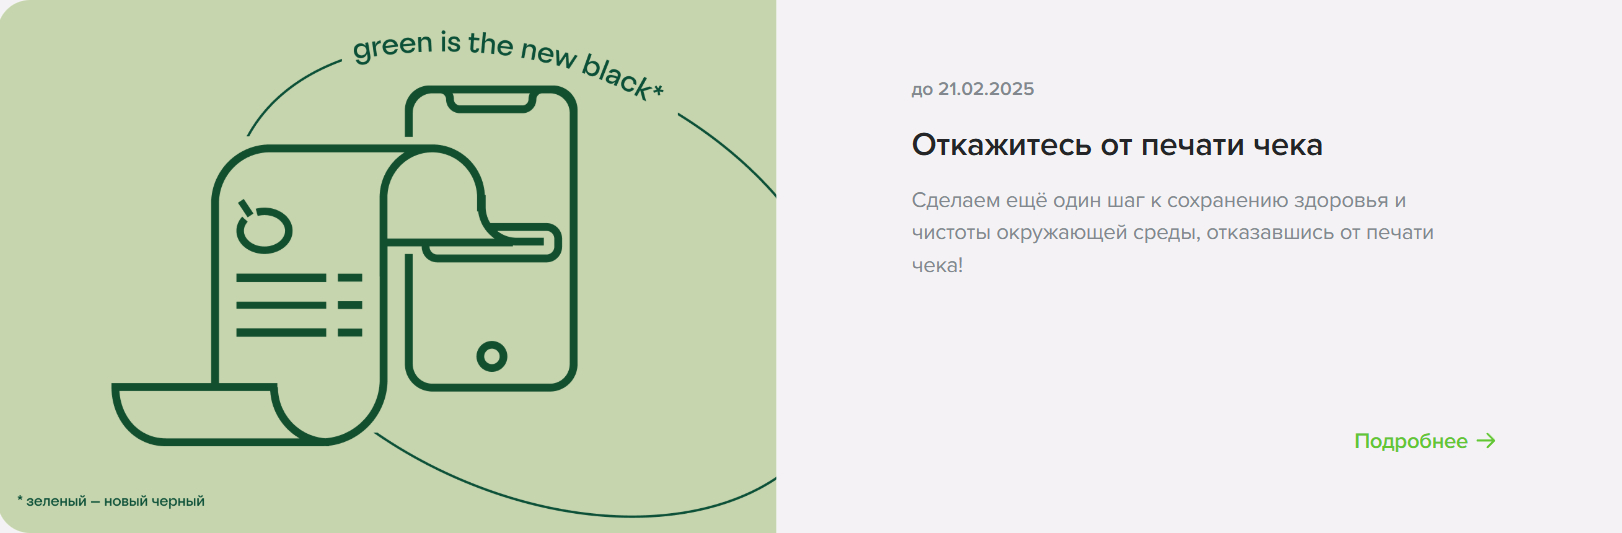 green is the new black*
* зеленый – новый черный
до 21.02.2025
Откажитесь от печати чека
Сделаем ещё один шаг к сохранению здоровья и
чистоты окружающей среды, отказавшись от печати
чека!
Подробнее →